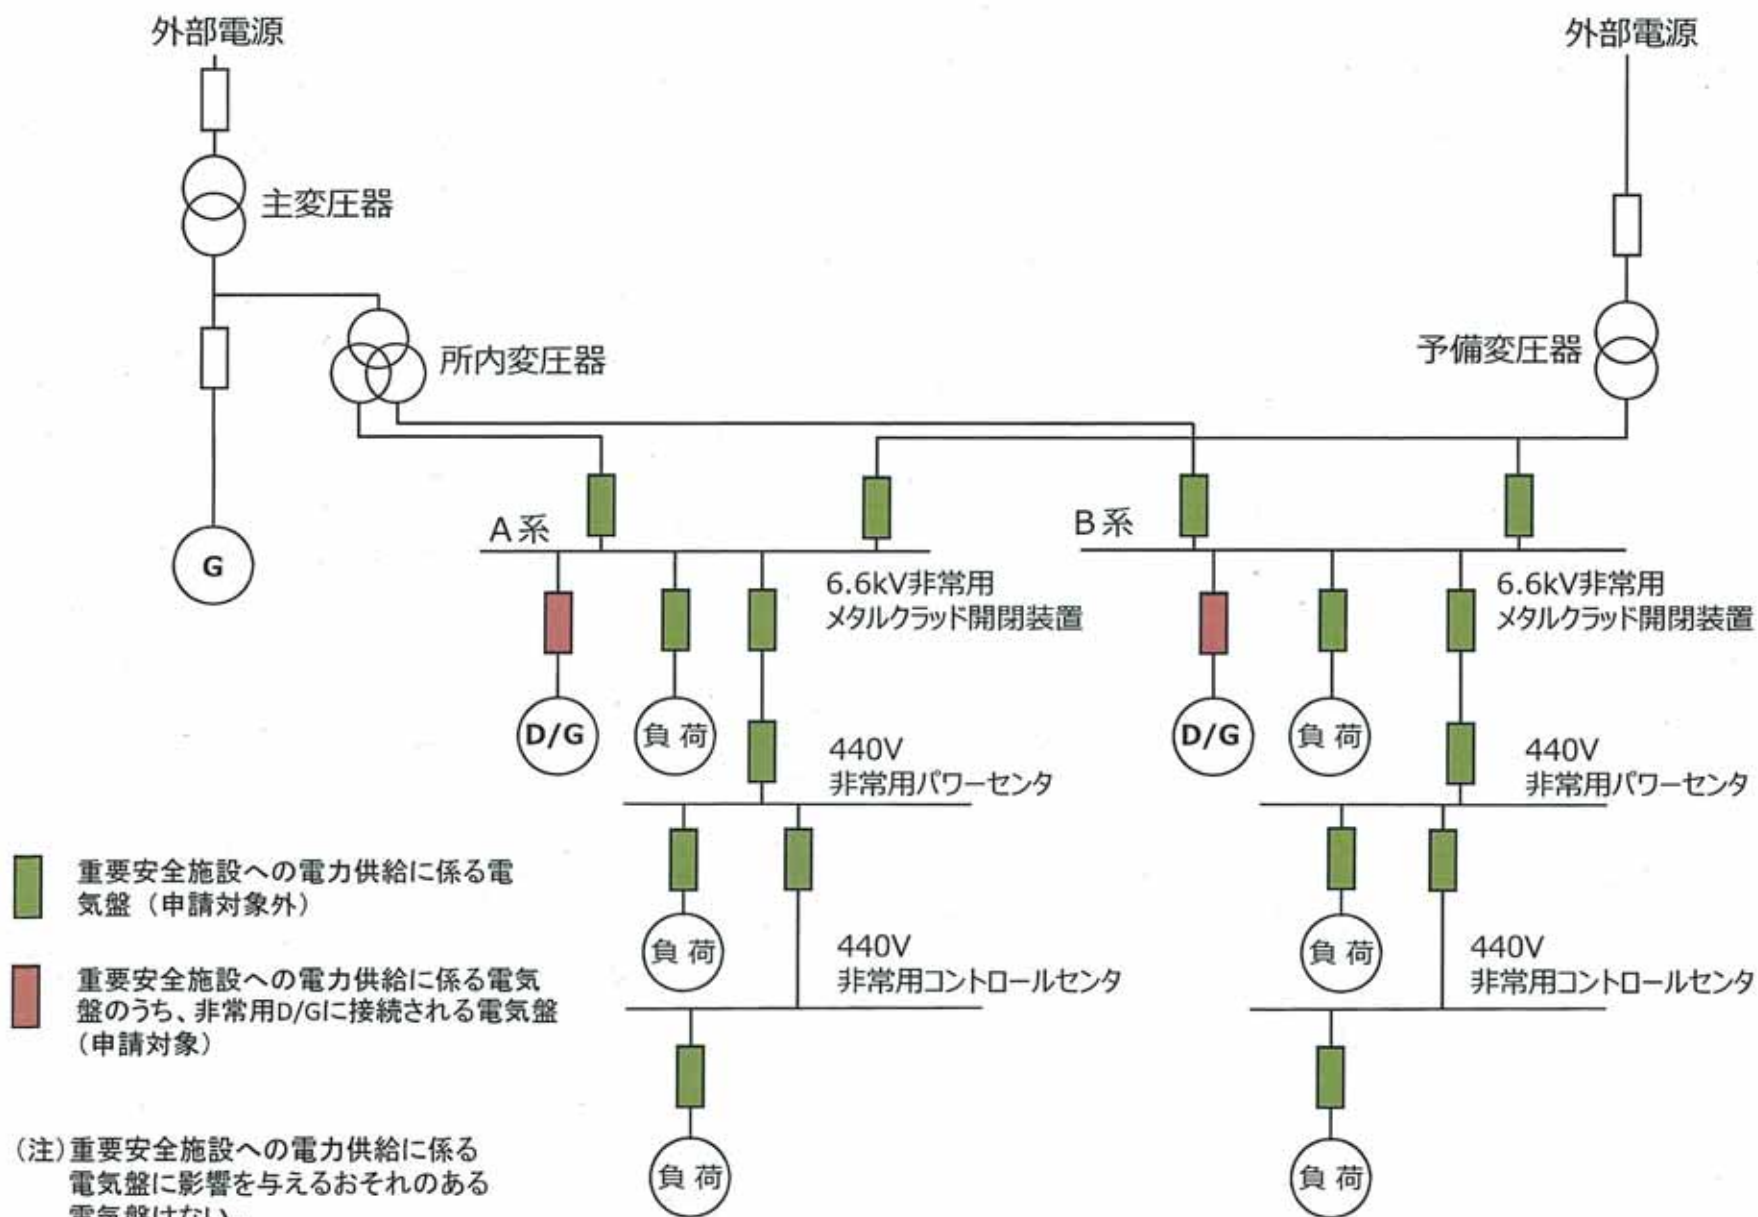 外部電源
外部電源
主変圧器
所内変圧器
予備変圧器
A系
B系
G
6.6kV非常用
メタルクラッド開閉装置
6.6kV非常用
メタルクラッド開閉装置
D/G
負荷
D/G
負荷
440V
非常用パワーセンタ
440V
非常用パワーセンタ
重要安全施設への電力供給に係る電
気盤（申請対象外）
負荷
負荷
440V
非常用コントロールセンタ
440V
非常用コントロールセンタ
重要安全施設への電力供給に係る電気
盤のうち、非常用D/Gに接続される電気盤
（申請対象）
(注)重要安全施設への電力供給に係る
電気盤に影響を与えるおそれのある
電気盤はない。
負荷
負荷